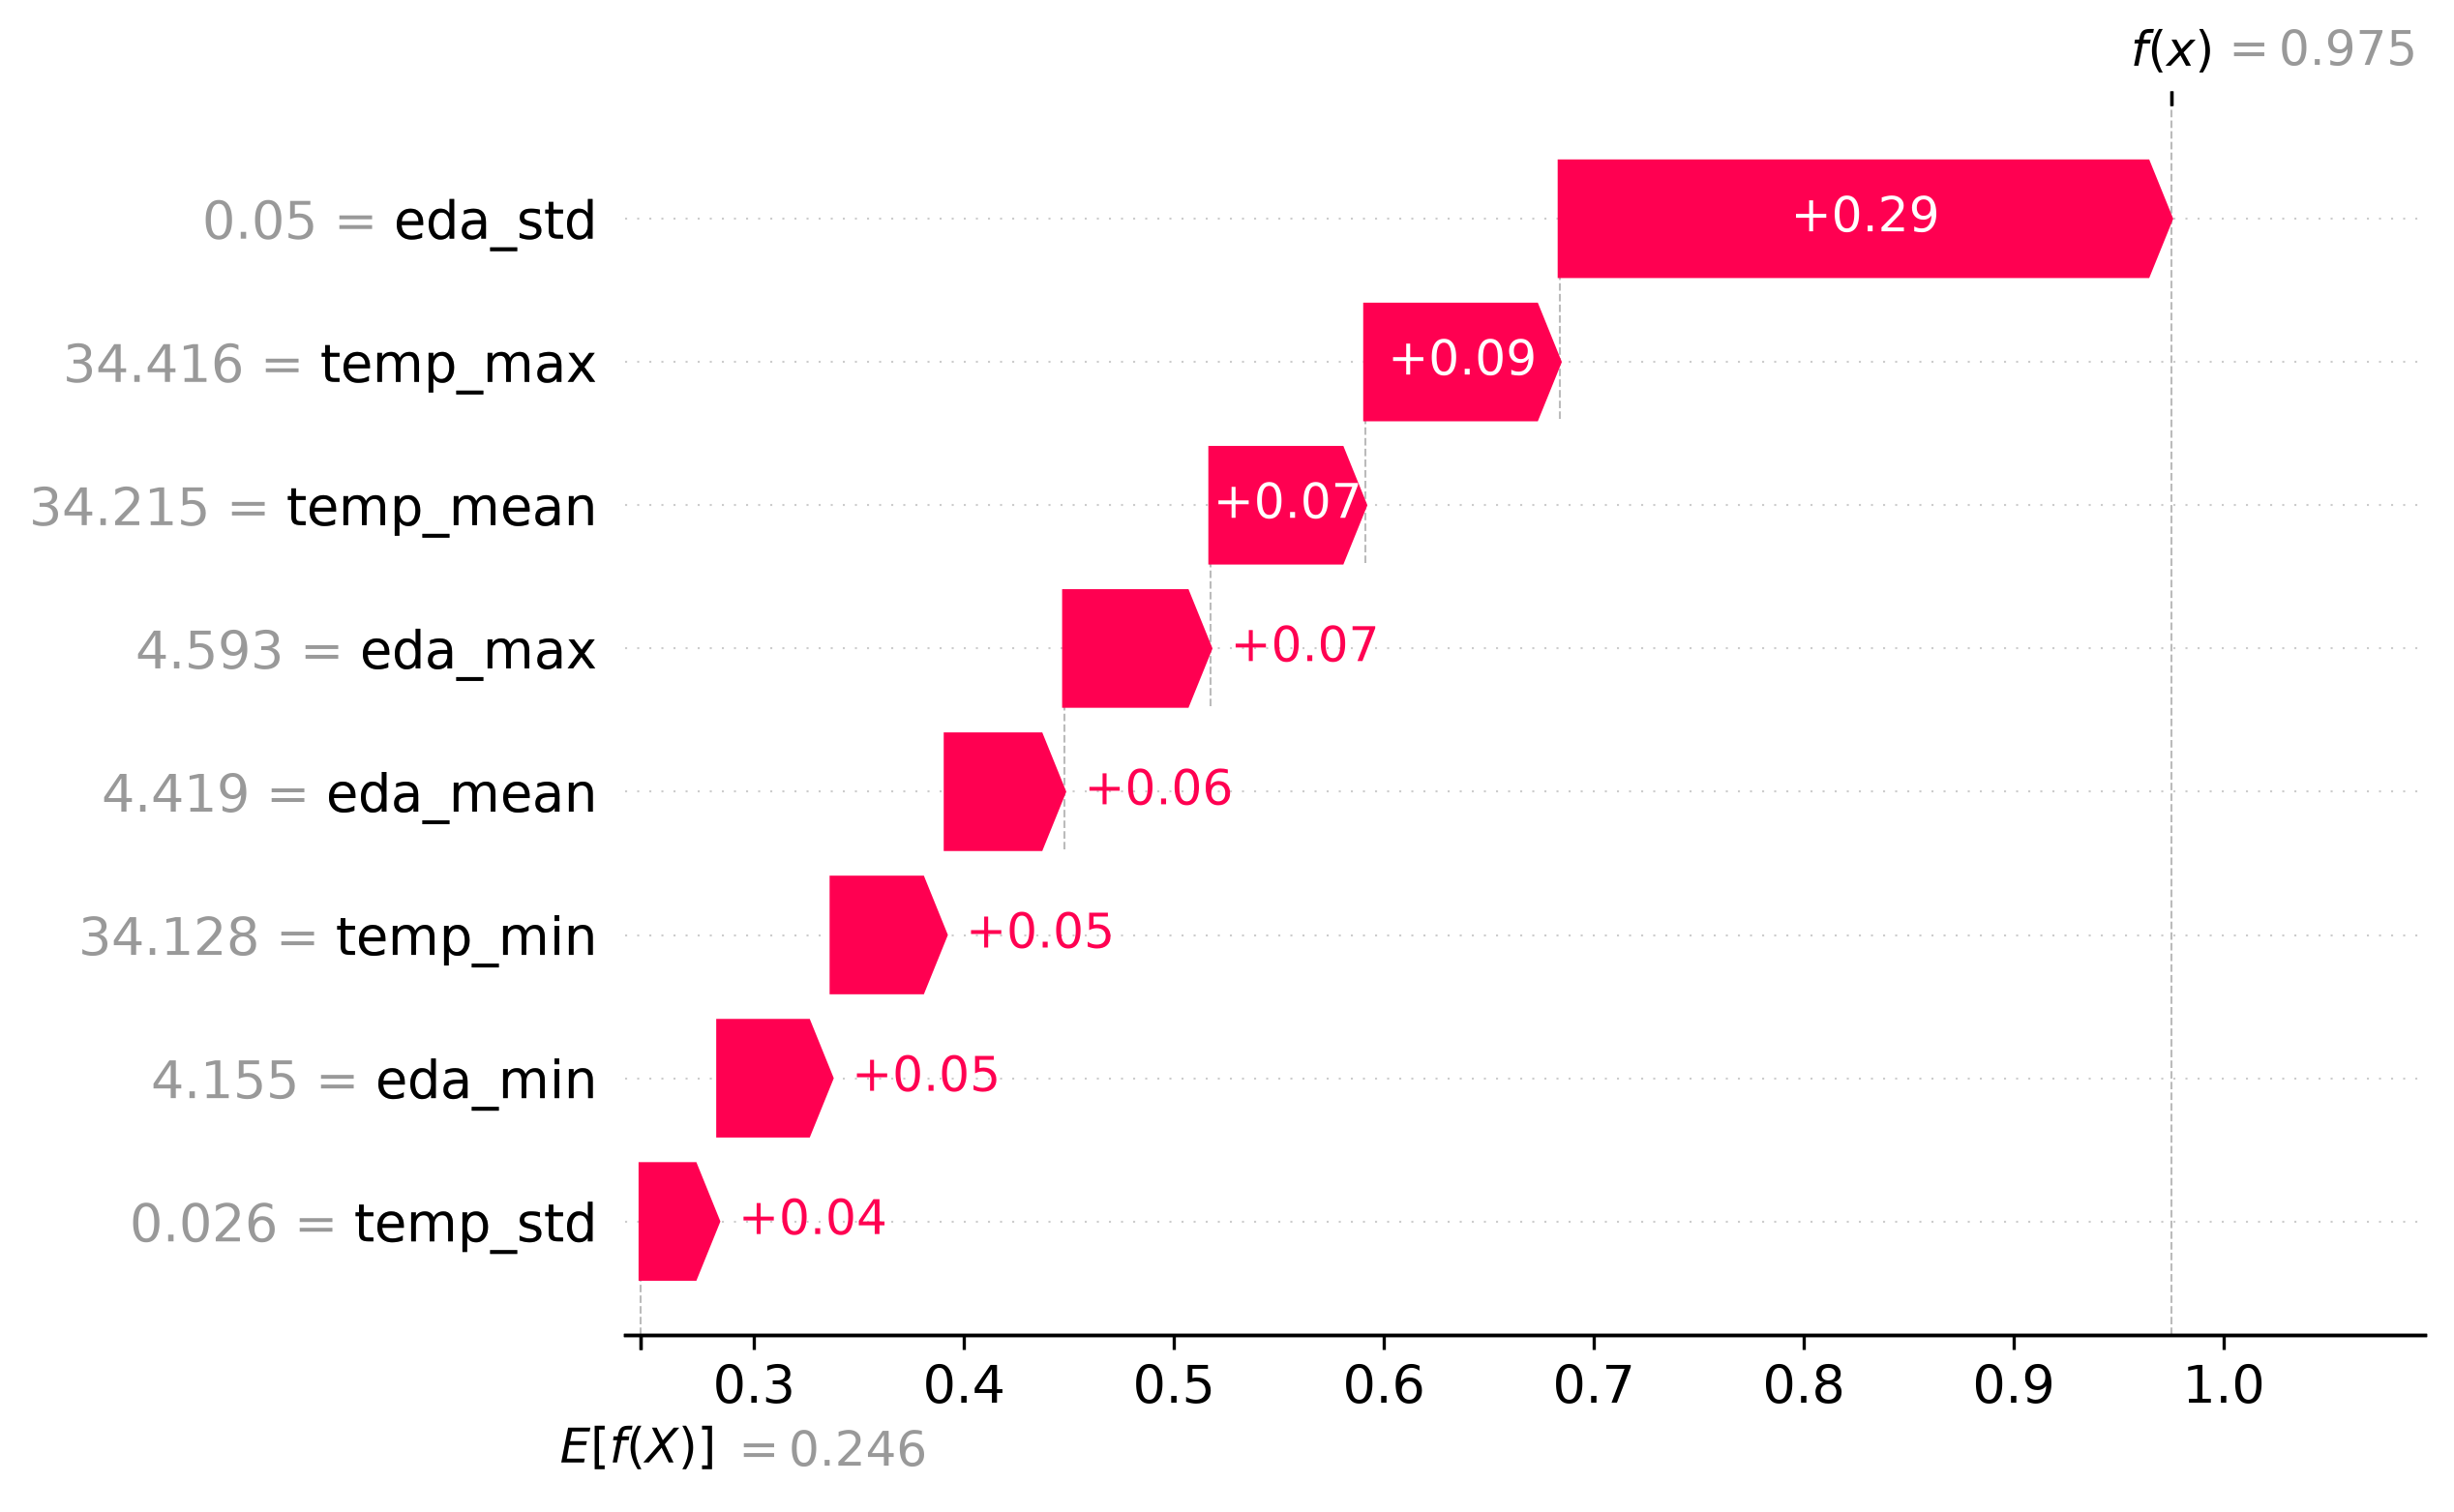 f(x) = 0.975
0.05 = eda_std
+0.29
34.416 = temp_max
+0.09
34.215 = temp_mean
+0.07
4.593 = eda_max
+0.07
4.419 = eda_mean
+0.06
34.128 = temp_min
+0.05
4.155 = eda_min
+0.05
0.026 = temp_std
+0.04
0.3 0.4 0.5 0.6 0.7 0.8 0.9 1.0
E[f(X)] = 0.246